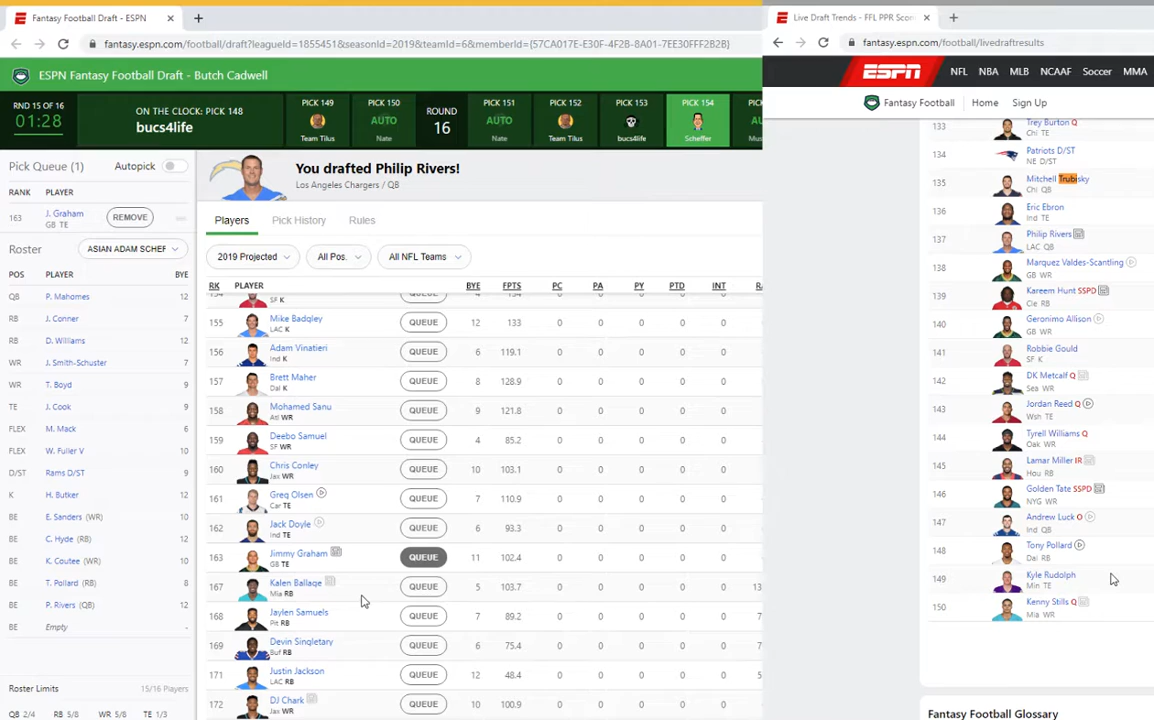 Fantasy Football Draft - ESPN
fantasy.espn.com/football/draft?leagueId=1855451&seasonId=2019&teamId=6&memberId={57CA017E-E30F-4F2B-8A01-7EE30FFF2B2B}
ESPN Fantasy Football Draft - Butch Cadwell
RND 15 OF 16
01:28
ON THE CLOCK: PICK 148
bucs4life
PICK 149
Team Tilus
PICK 150
AUTO
Nate
ROUND
16
PICK 151
AUTO
Nate
PICK 152
Team Tilus
PICK 153
bucs4life
PICK 154
Scheffer
AUTO
Pick Queue (1)
Autopick
RANK PLAYER
163 J. Graham
GB TE
REMOVE
Roster
ASIAN ADAM SCHEF
POS PLAYER BYE
QB P. Mahomes 12
RB J. Conner 7
RB D. Williams 12
WR J. Smith-Schuster 7
WR T. Boyd 9
TE J. Cook 9
FLEX M. Mack 6
FLEX W. Fuller V 10
D/ST Rams D/ST 9
K H. Butker 12
BE E. Sanders (WR) 10
BE C. Hyde (RB) 10
BE K. Coutee (WR) 10
BE T. Pollard (RB) 8
BE P. Rivers (QB) 12
BE Empty -
Roster Limits 15/16 Players
QB 2/4 RB 5/8 WR 5/8 TE 1/3
You drafted Philip Rivers!
Los Angeles Chargers / QB
Players Pick History Rules
2019 Projected All Pos. All NFL Teams
RK PLAYER BYE FPTS PC PA PY PTD INT
SF K
155 Mike Badgley QUEUE 12 133 0 0 0 0 0
LAC K
156 Adam Vinatieri QUEUE 6 119.1 0 0 0 0 0
Ind K
157 Brett Maher QUEUE 8 128.9 0 0 0 0 0
Dal K
158 Mohamed Sanu QUEUE 9 121.8 0 0 0 0 0
Atl WR
159 Deebo Samuel QUEUE 4 85.2 0 0 0 0 0
SF WR
160 Chris Conley QUEUE 10 103.1 0 0 0 0 0
Jax WR
161 Greg Olsen QUEUE 7 110.9 0 0 0 0 0
Car TE
162 Jack Doyle QUEUE 6 93.3 0 0 0 0 0
Ind TE
163 Jimmy Graham QUEUE 11 102.4 0 0 0 0 0
GB TE
167 Kalen Ballage QUEUE 5 103.7 0 0 0 0 0 13
Mia RB
168 Jaylen Samuels QUEUE 7 89.2 0 0 0 0 0
Pit RB
169 Devin Singletary QUEUE 6 75.4 0 0 0 0 0
Buf RB
171 Justin Jackson QUEUE 12 48.4 0 0 0 0 0 5
LAC RB
172 DJ Chark QUEUE 10 100.9 0 0 0 0 0
Jax WR
Live Draft Trends - FFL PPR Scor
fantasy.espn.com/football/livedraftresults
ESPN NFL NBA MLB NCAAF Soccer MMA
Fantasy Football Home Sign Up
133 Trey Burton Q
Chi TE
134 Patriots D/ST
NE D/ST
135 Mitchell Trubisky
Chi QB
136 Eric Ebron
Ind TE
137 Philip Rivers
LAC QB
138 Marquez Valdes-Scantling
GB WR
139 Kareem Hunt SSPD
Cle RB
140 Geronimo Allison
GB WR
141 Robbie Gould
SF K
142 DK Metcalf Q
Sea WR
143 Jordan Reed Q
Wsh TE
144 Tyrell Williams Q
Oak WR
145 Lamar Miller IR
Hou RB
146 Golden Tate SSPD
NYG WR
147 Andrew Luck O
Ind QB
148 Tony Pollard
Dal RB
149 Kyle Rudolph
Min TE
150 Kenny Stills Q
Mia WR
Fantasy Football Glossary